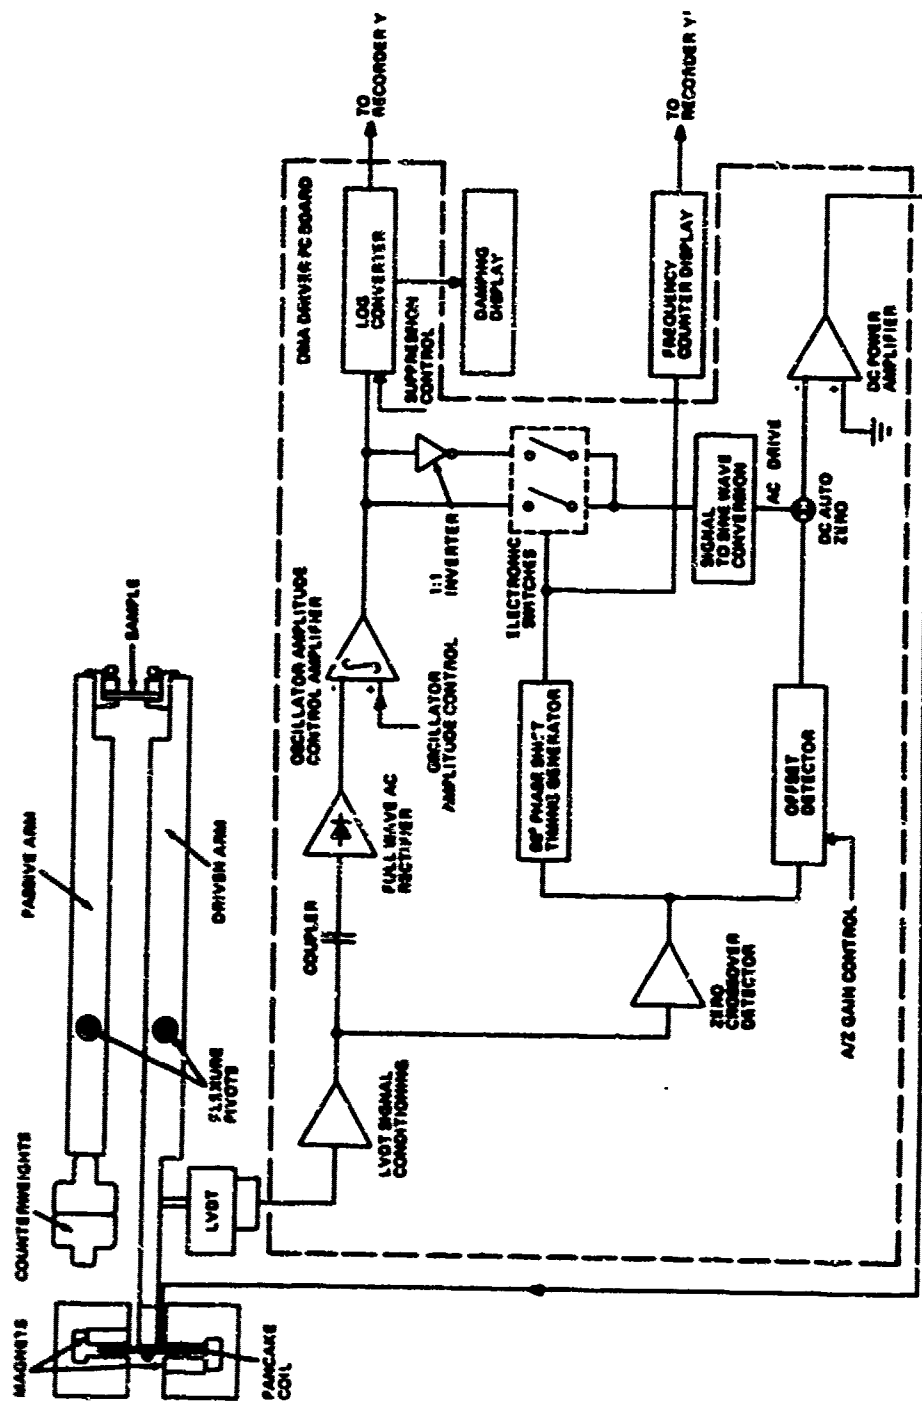 MAGNETS
COUNTERWEIGHTS
PASSIVE ARM
SAMPLE
FLEXURE
PIVOTS
DRIVEN ARM
PANCAKE
COIL
LVDT
DMA DRIVER PC BOARD
OSCILLATOR AMPLITUDE
CONTROL AMPLIFIER
LOG
CONVERTER
TO
RECORDER Y
LVDT SIGNAL
CONDITIONING
COUPLER
FULL WAVE AC
RECTIFIER
OSCILLATOR
AMPLITUDE CONTROL
- +
1:1
INVERTER
SUPPRESSION
CONTROL
DAMPING
DISPLAY
ELECTRONIC
SWITCHES
PHASE SHIFT
TIMING GENERATOR
FREQUENCY
COUNTER DISPLAY
TO
RECORDER Y'
ZERO
CROSSOVER
DETECTOR
SIGNAL
TO SINE WAVE
CONVERSION
AC DRIVE
OFFSET
DETECTOR
DC AUTO
ZERO
- +
DC POWER
AMPLIFIER
A/Z GAIN CONTROL